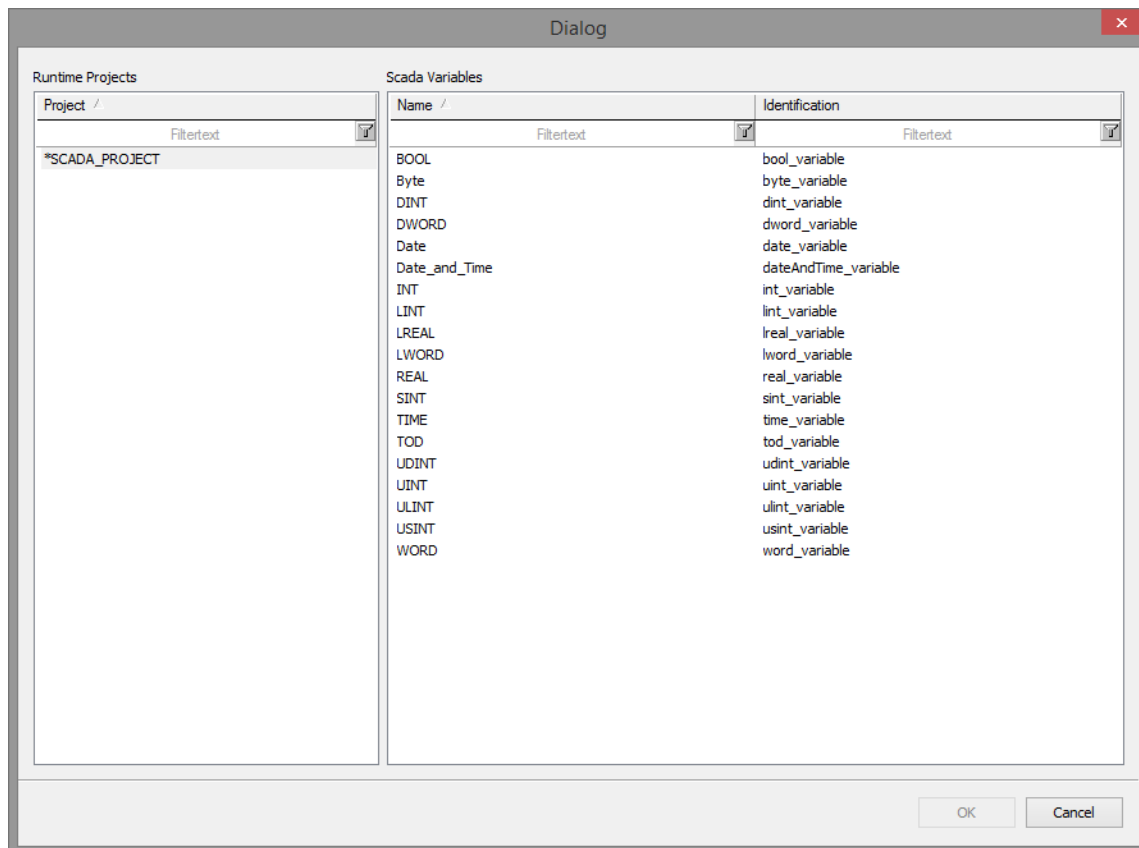 Dialog
Runtime Projects
Scada Variables
Project
Name
Identification
Filtertext
Filtertext
Filtertext
*SCADA_PROJECT
BOOL bool_variable
Byte byte_variable
DINT dint_variable
DWORD dword_variable
Date date_variable
Date_and_Time dateAndTime_variable
INT int_variable
LINT lint_variable
LREAL lreal_variable
LWORD lword_variable
REAL real_variable
SINT sint_variable
TIME time_variable
TOD tod_variable
UDINT udint_variable
UINT uint_variable
ULINT ulint_variable
USINT usint_variable
WORD word_variable
OK
Cancel